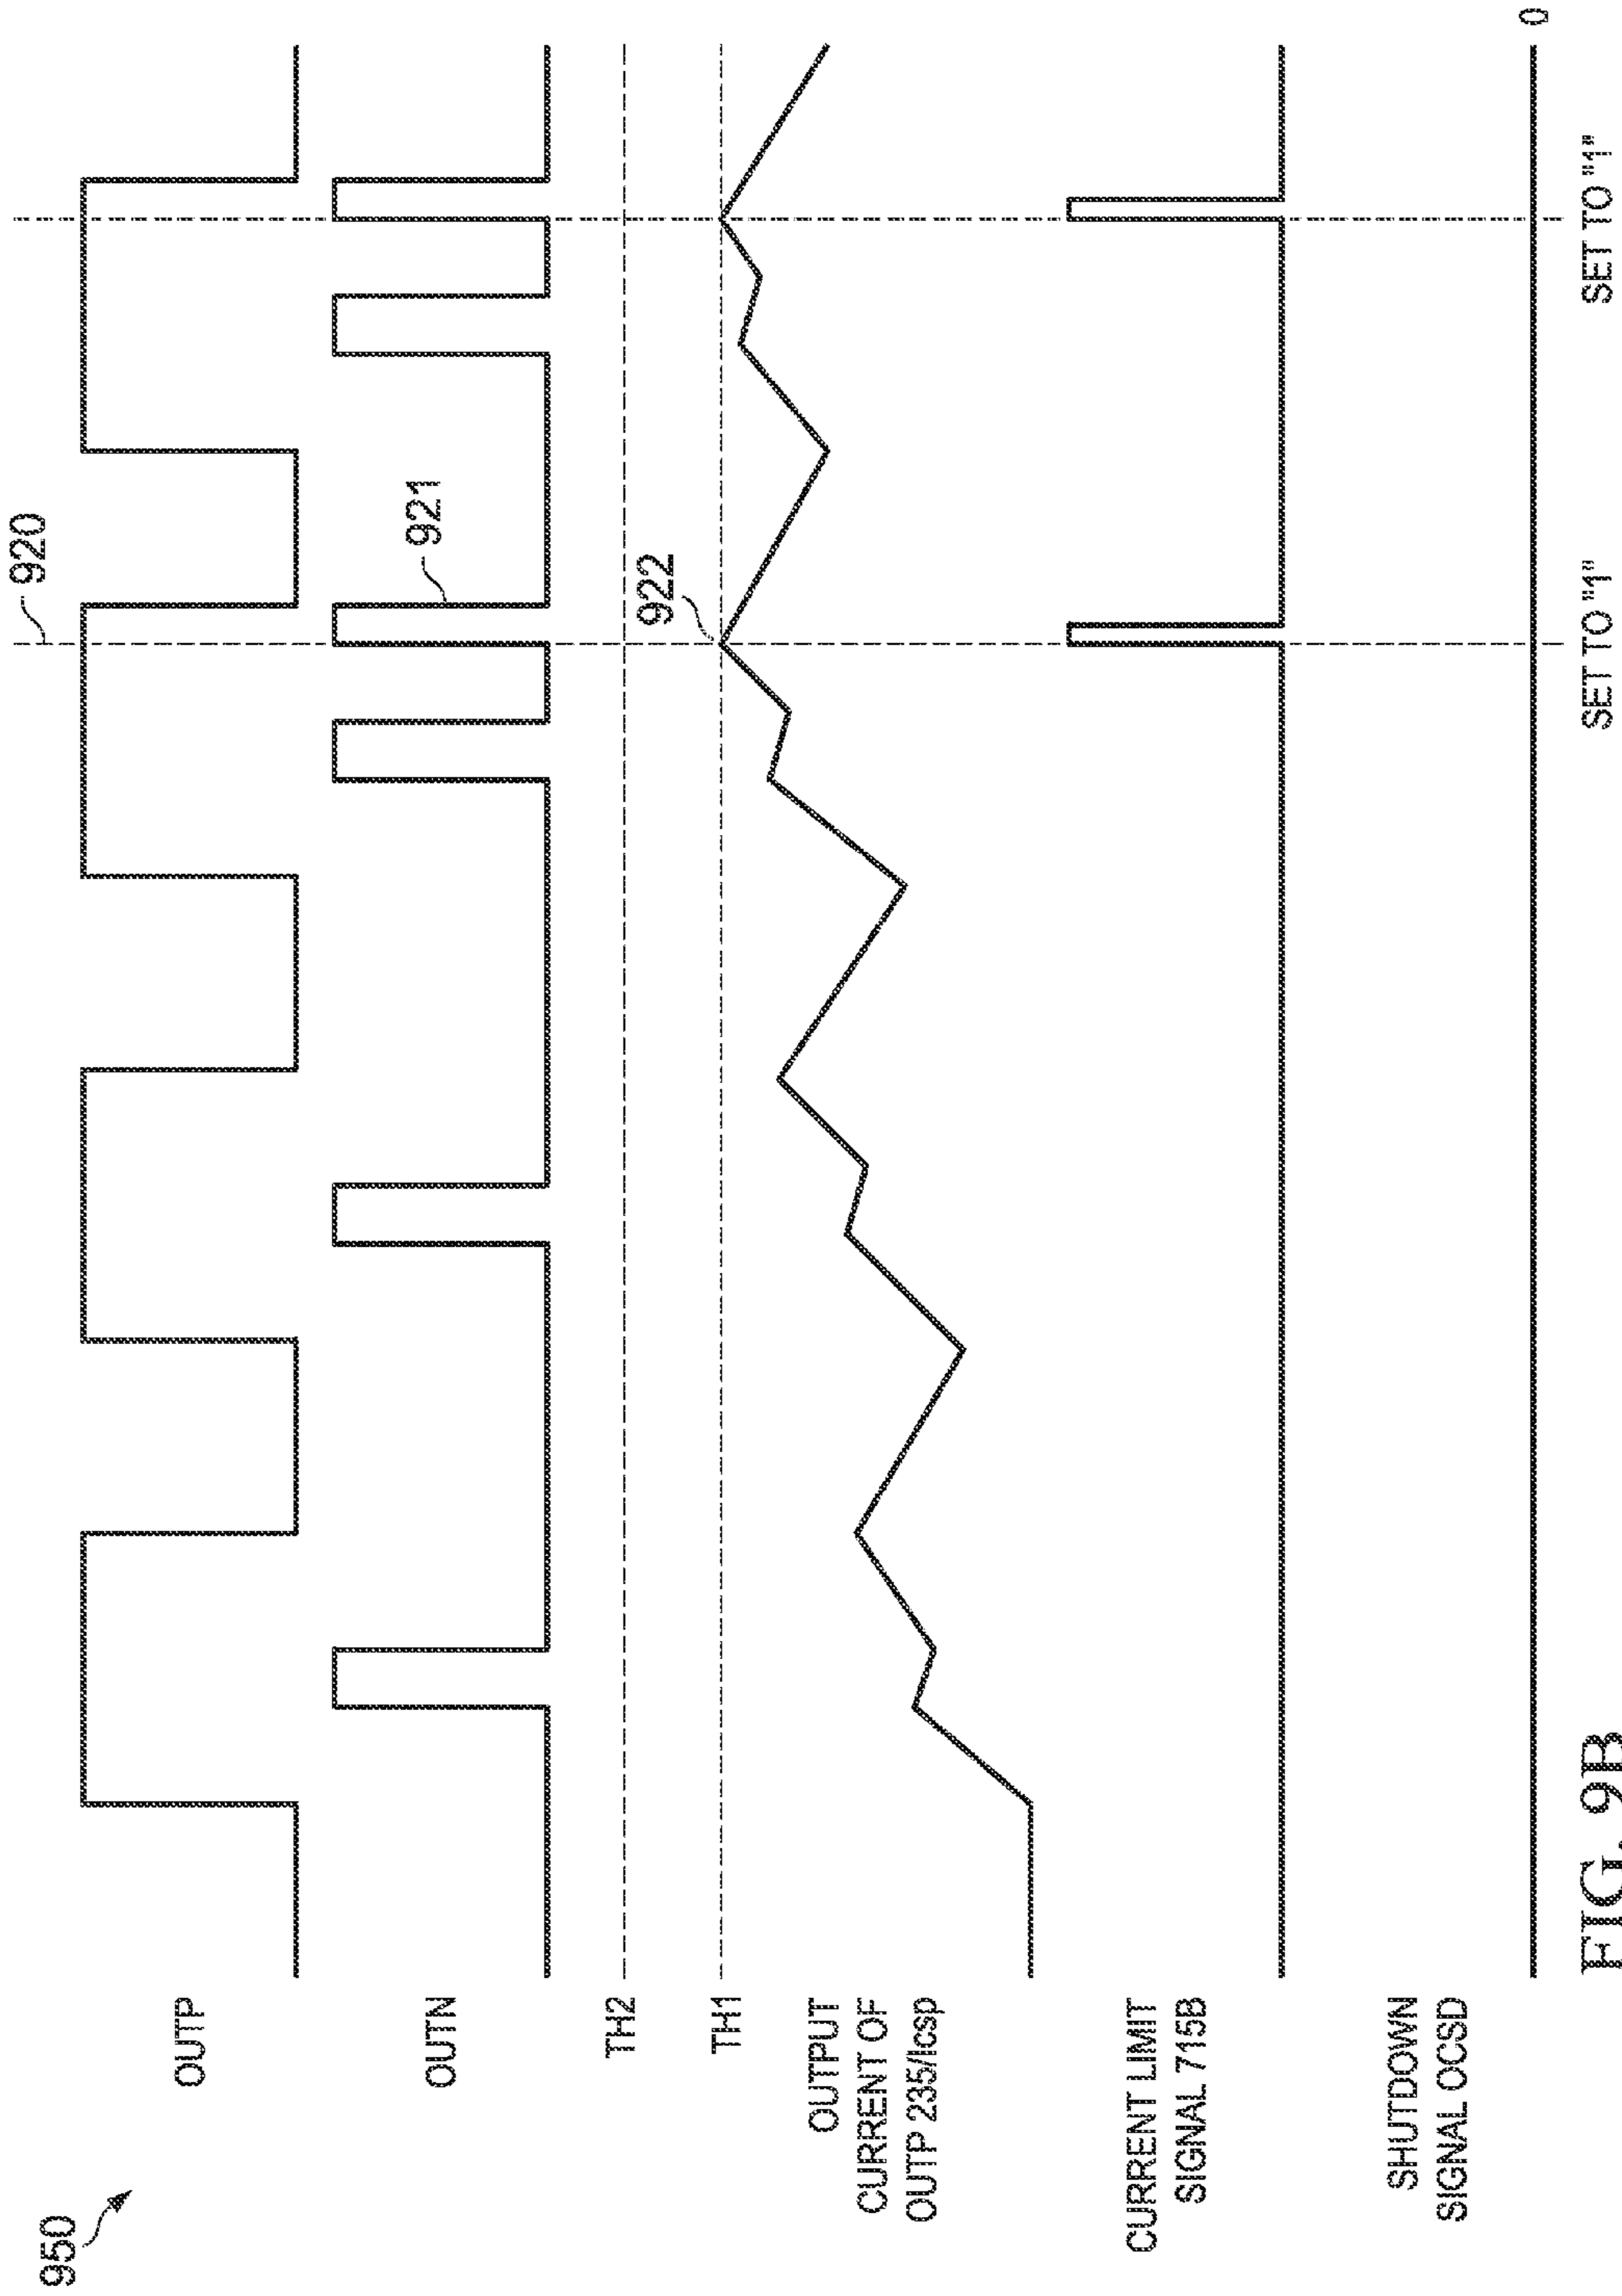 950
920
OUTP
921
OUTN
TH2
922
TH1
OUTPUT
CURRENT OF
OUTP 235/Icsp
CURRENT LIMIT
SIGNAL 715B
SHUTDOWN
SIGNAL OCSD
0
SET TO "1"
SET TO "1"
FIG. 9B